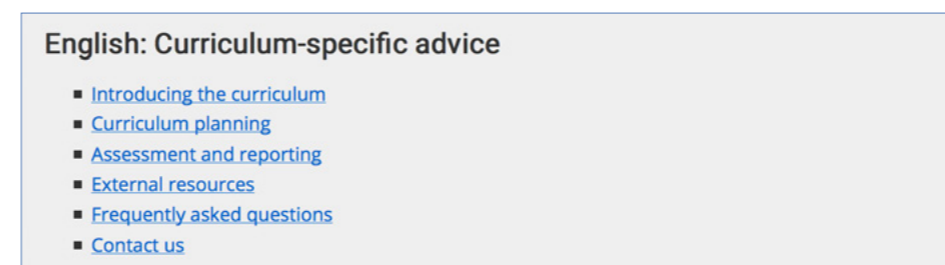 English: Curriculum-specific advice
Introducing the curriculum
Curriculum planning
Assessment and reporting
External resources
Frequently asked questions
Contact us